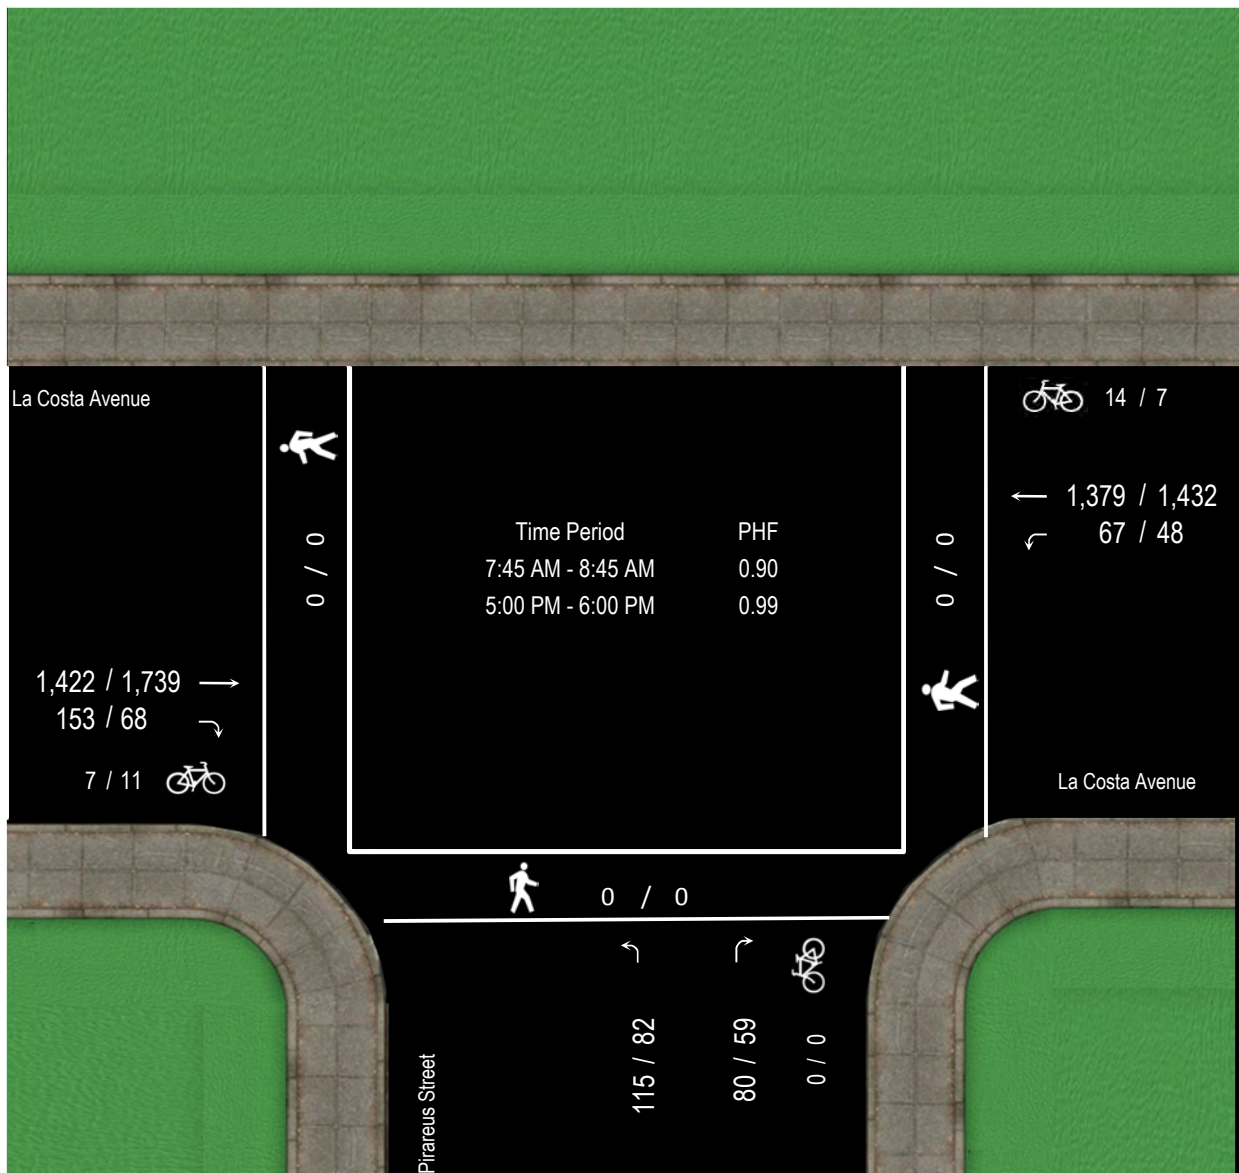 La Costa Avenue
14 / 7
1,379 / 1,432
67 / 48
0 / 0
Time Period PHF
7:45 AM - 8:45 AM 0.90
5:00 PM - 6:00 PM 0.99
0 / 0
1,422 / 1,739
153 / 68
7 / 11
La Costa Avenue
0 / 0
115 / 82
80 / 59
0 / 0
Pirareus Street